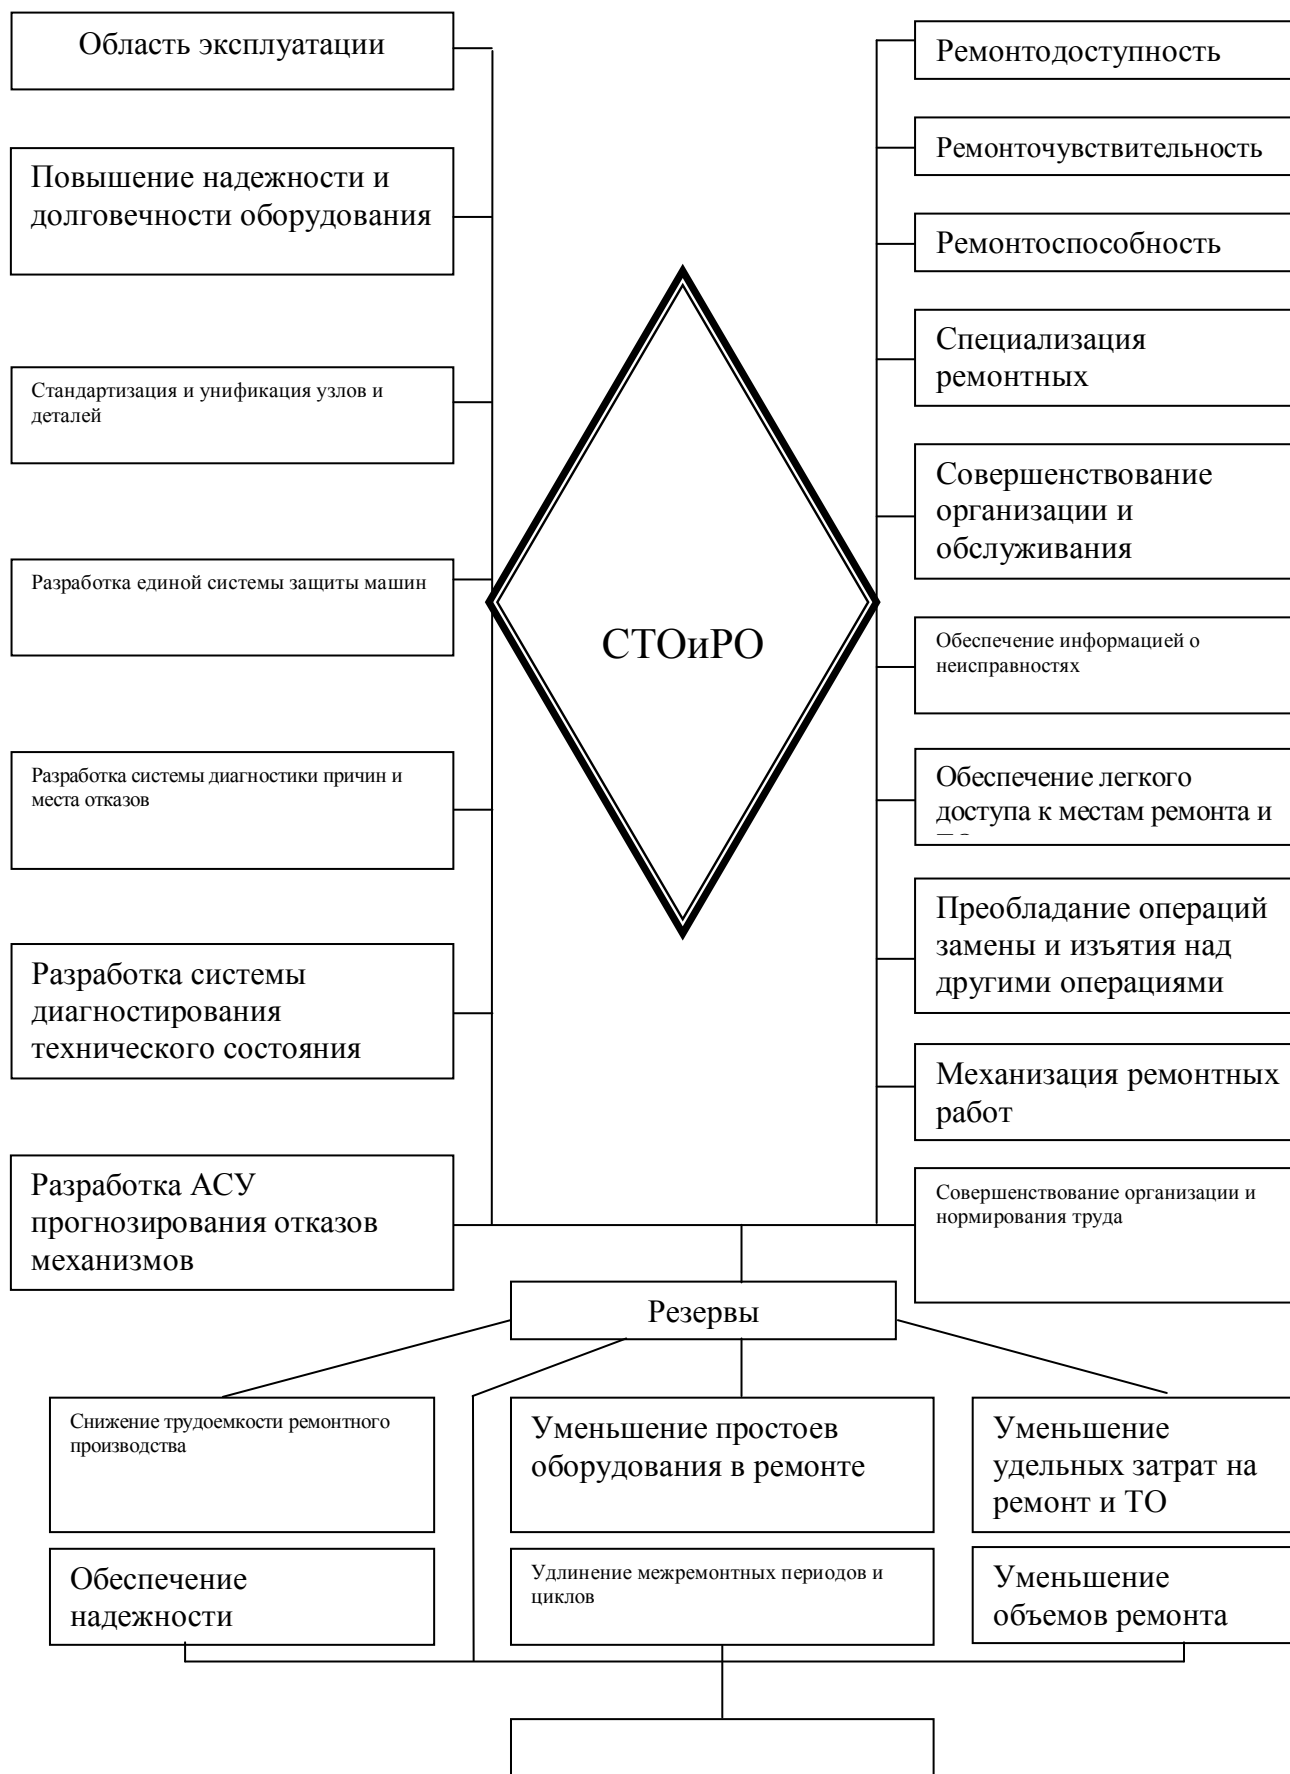 Область эксплуатации
Повышение надежности и
долговечности оборудования
Стандартизация и унификация узлов и
деталей
Разработка единой системы защиты машин
Разработка системы диагностики причин и
места отказов
Разработка системы
диагностирования
технического состояния
Разработка АСУ
прогнозирования отказов
механизмов
СТОиРО
Ремонтодоступность
Ремонточувствительность
Ремонтоспособность
Специализация
ремонтных
Совершенствование
организации и
обслуживания
Обеспечение информацией о
неисправностях
Обеспечение легкого
доступа к местам ремонта и
Преобладание операций
замены и изъятия над
другими операциями
Механизация ремонтных
работ
Совершенствование организации и
нормирования труда
Резервы
Снижение трудоемкости ремонтного
производства
Уменьшение простоев
оборудования в ремонте
Уменьшение
удельных затрат на
ремонт и ТО
Обеспечение
надежности
Удлинение межремонтных периодов и
циклов
Уменьшение
объемов ремонта